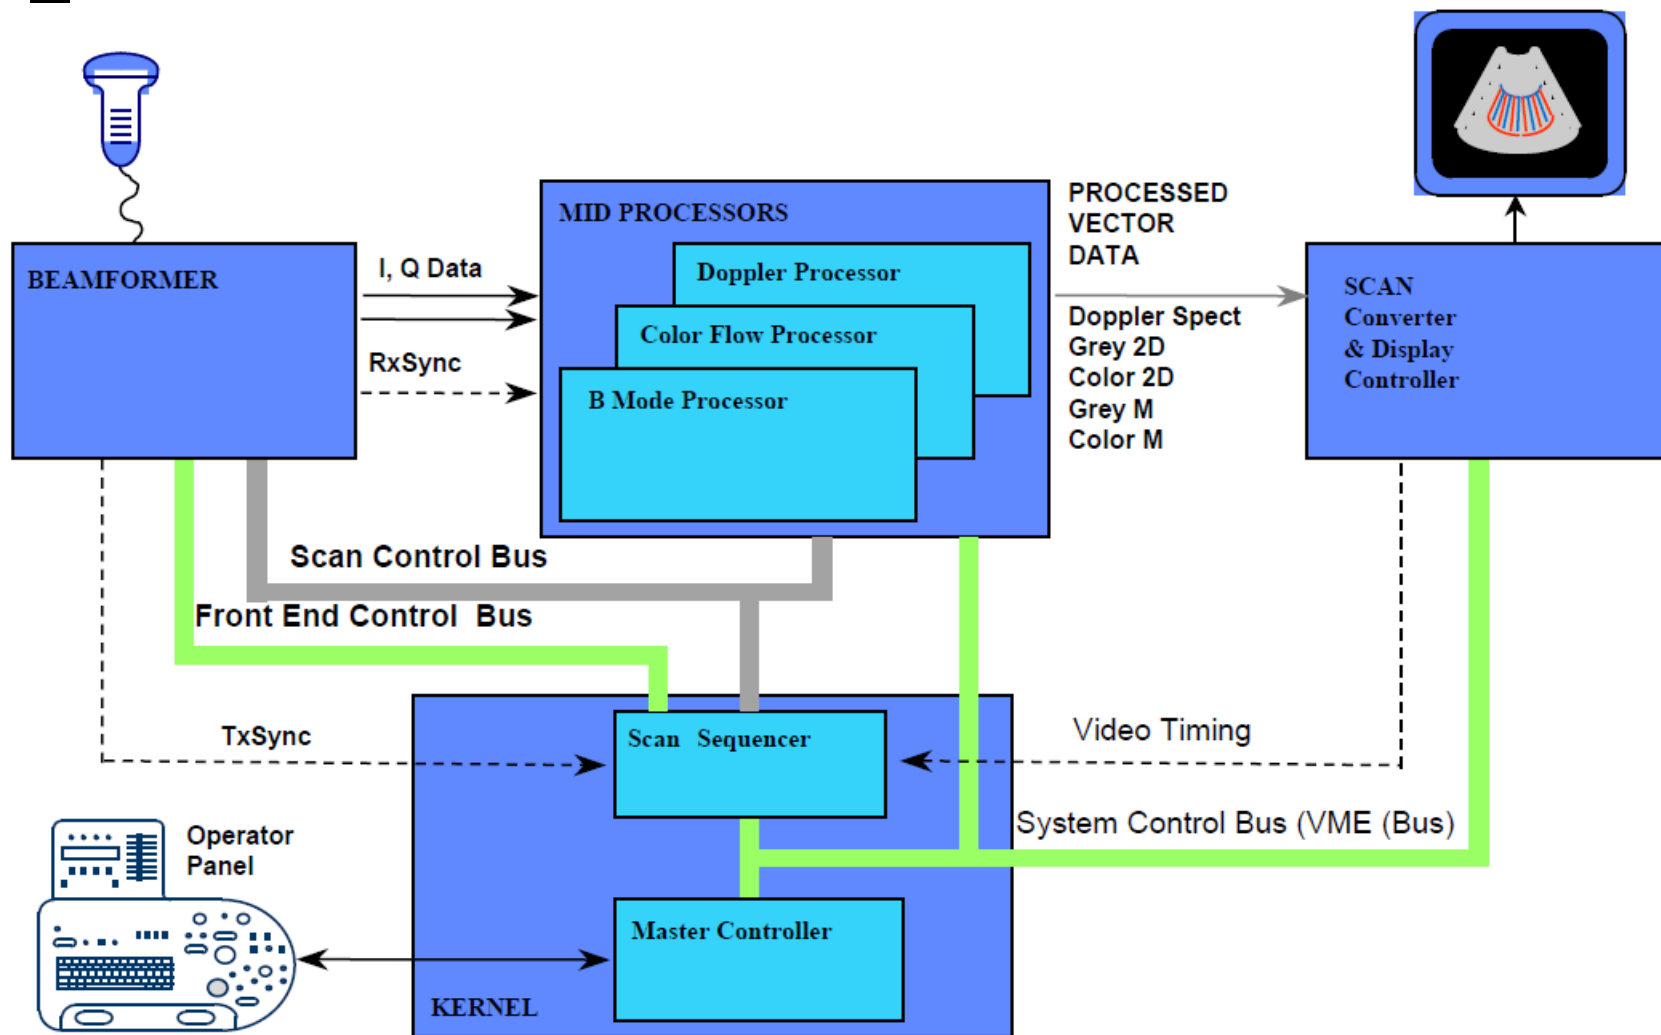 MID PROCESSORS
PROCESSED
VECTOR
DATA
BEAMFORMER
I, Q Data
Doppler Processor
SCAN
Converter
& Display
Controller
Color Flow Processor
Doppler Spect
Grey 2D
Color 2D
Grey M
Color M
RxSync
B Mode Processor
Scan Control Bus
Front End Control Bus
TxSync
Scan Sequencer
Video Timing
System Control Bus (VME (Bus)
Operator
Panel
Master Controller
KERNEL